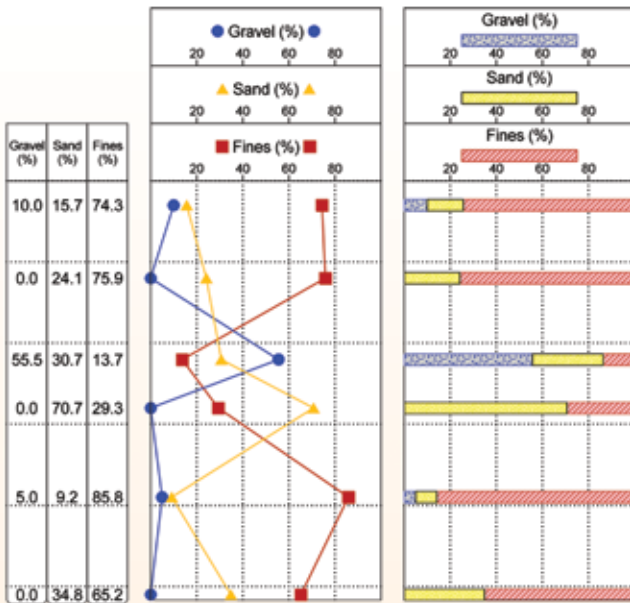 Gravel (%) Gravel (%)
20 40 60 80 20 40 60 80
Sand (%) Sand (%)
20 40 60 80 20 40 60 80
Gravel Sand Fines Fines (%) Fines (%)
(%) (%) (%) 20 40 60 80 20 40 60 80
10.0 15.7 74.3
0.0 24.1 75.9
55.5 30.7 13.7
0.0 70.7 29.3
5.0 9.2 85.8
0.0 34.8 65.2